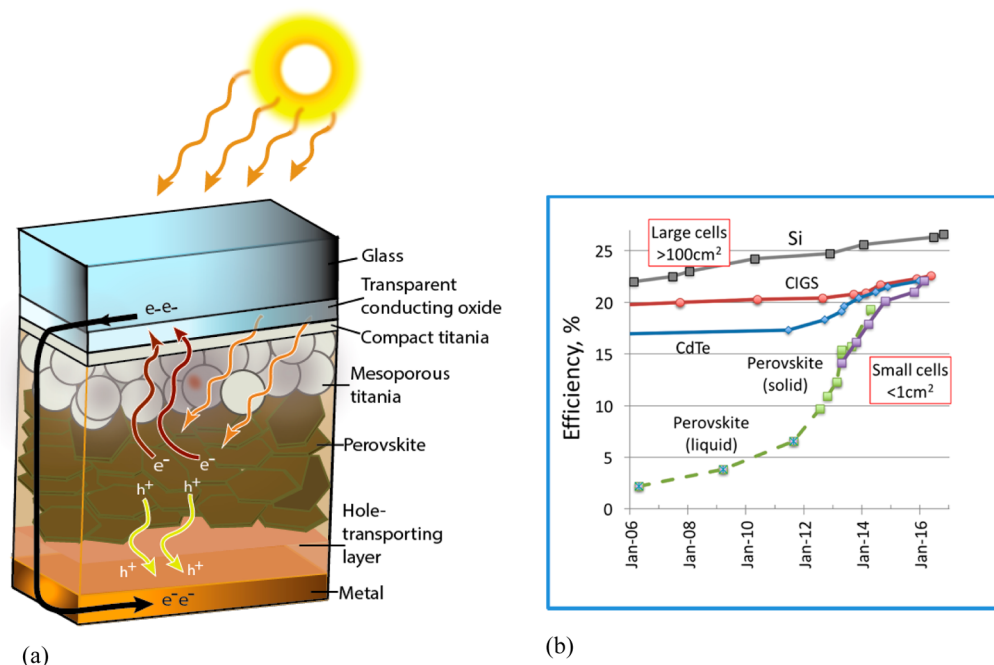 Glass
Transparent
conducting oxide
Compact titania
Mesoporous
titania
Perovskite
Hole-
transporting
layer
Metal
e-e-
e⁻
e⁻
h⁺
h⁺
h⁺
h⁺
e⁻e⁻
(a)
Large cells
>100cm²
Si
CIGS
CdTe
Perovskite
(solid)
Small cells
<1cm²
Perovskite
(liquid)
Efficiency, %
25
20
15
10
5
0
Jan-06
Jan-08
Jan-10
Jan-12
Jan-14
Jan-16
(b)